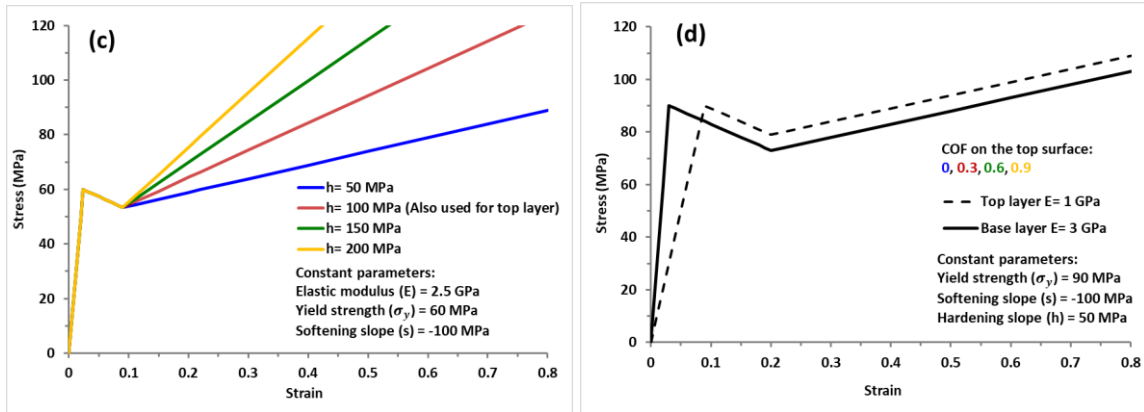 (c)
120
100
80
60
40
20
0
Stress (MPa)
0 0.1 0.2 0.3 0.4 0.5 0.6 0.7 0.8
Strain
h= 50 MPa
h= 100 MPa (Also used for top layer)
h= 150 MPa
h= 200 MPa
Constant parameters:
Elastic modulus (E) = 2.5 GPa
Yield strength (σy) = 60 MPa
Softening slope (s) = -100 MPa
(d)
120
100
80
60
40
20
0
Stress (MPa)
0 0.1 0.2 0.3 0.4 0.5 0.6 0.7 0.8
Strain
COF on the top surface:
0, 0.3, 0.6, 0.9
Top layer E= 1 GPa
Base layer E= 3 GPa
Constant parameters:
Yield strength (σy) = 90 MPa
Softening slope (s) = -100 MPa
Hardening slope (h) = 50 MPa